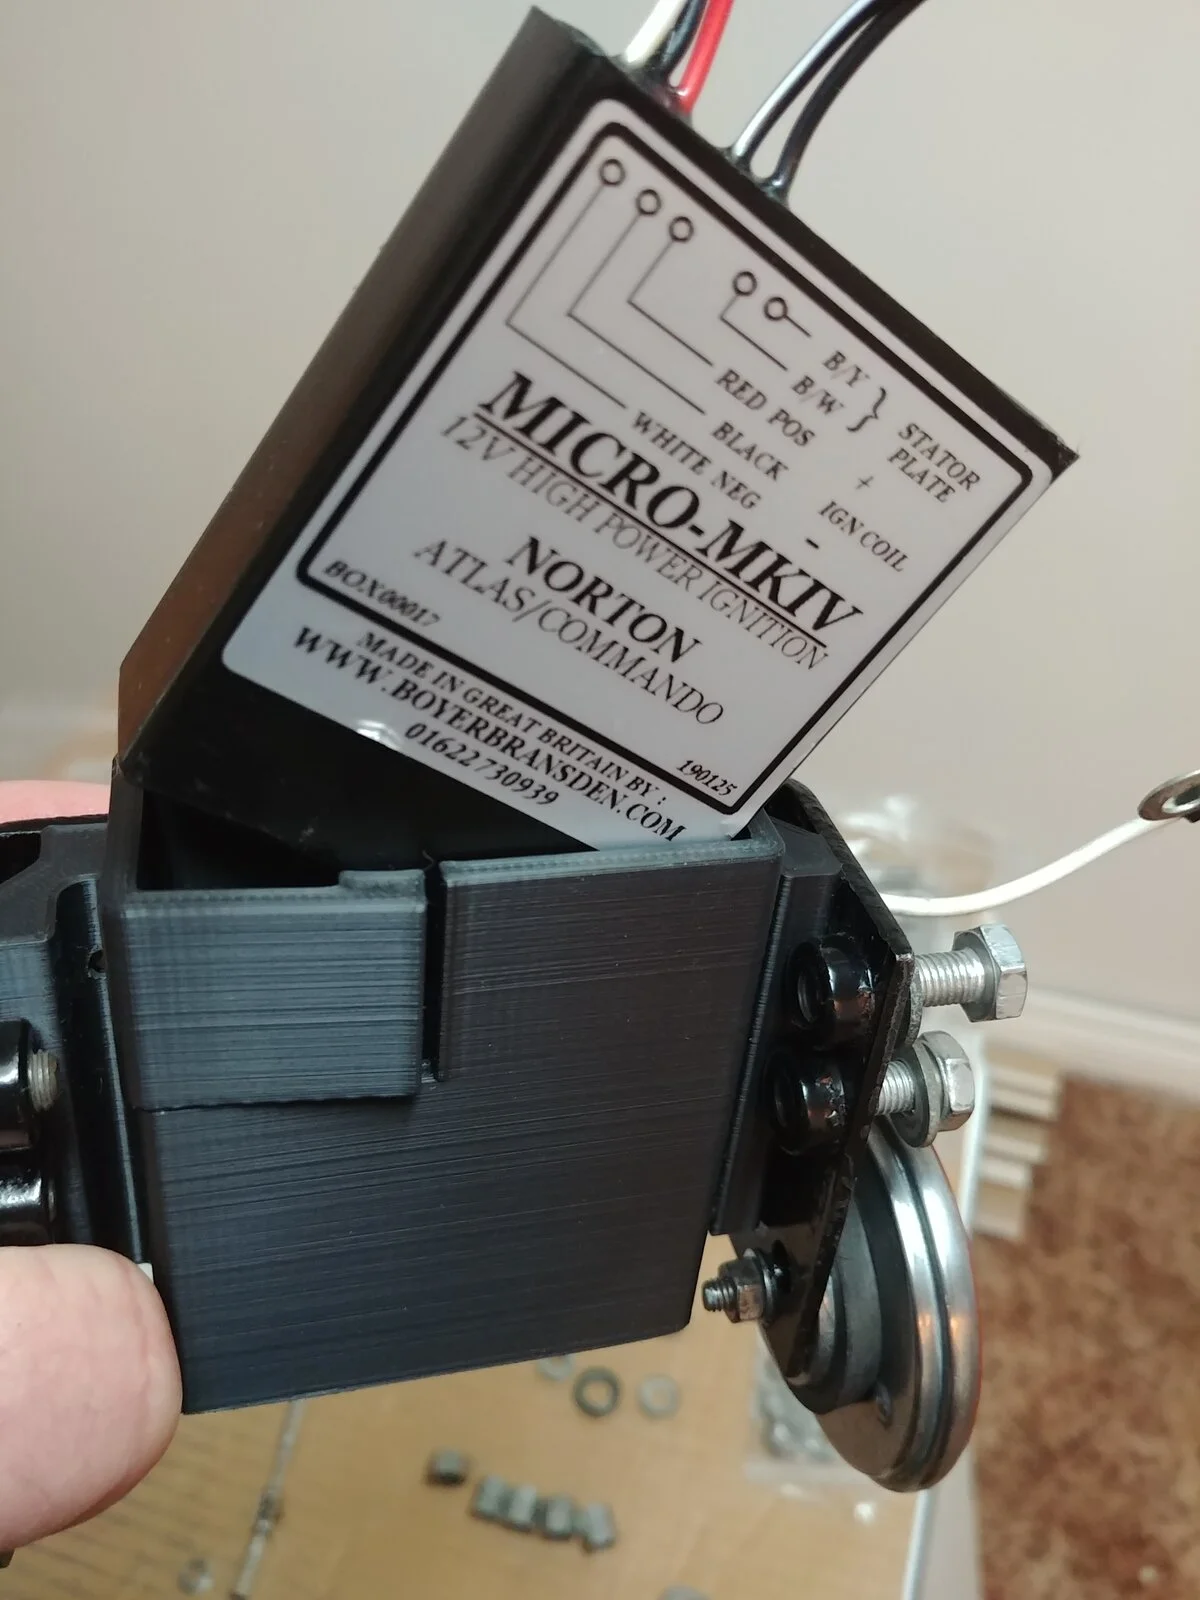 B/Y } STATOR
B/W } PLATE
RED POS
BLACK + IGN COIL
WHITE NEG -
MICRO-MKIV
12V HIGH POWER IGNITION
NORTON
ATLAS/COMMANDO
BOX00017
190125
MADE IN GREAT BRITAIN BY :
WWW.BOYERBRANSDEN.COM
01622730939